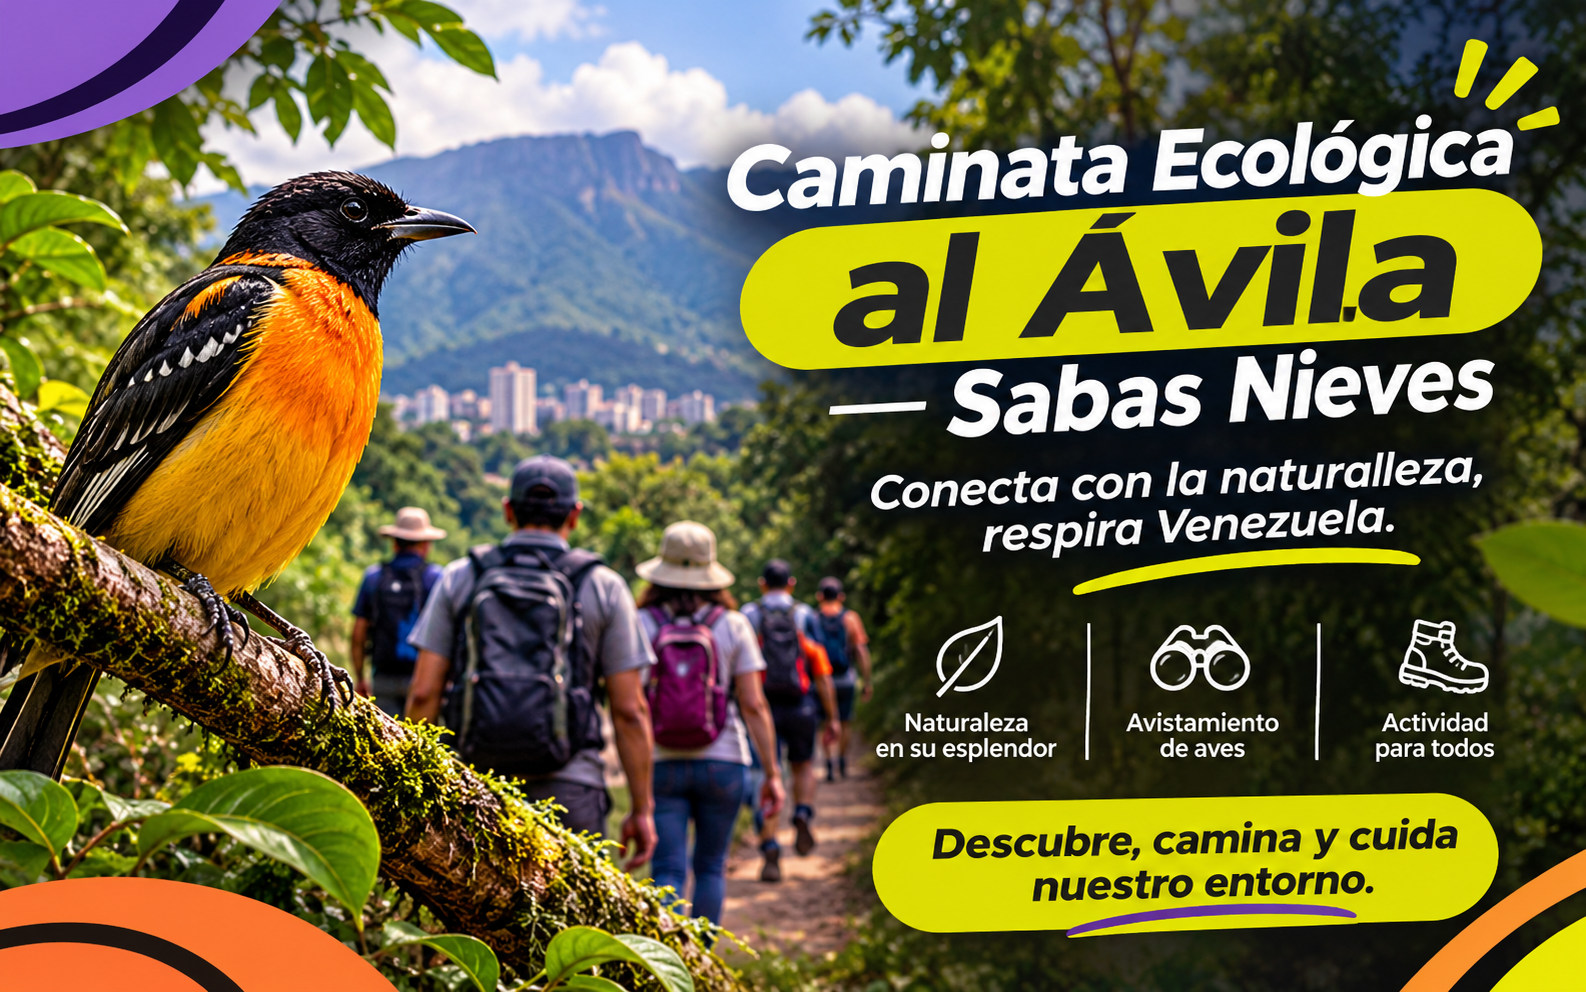 Caminata Ecológica
al Ávil.a
— Sabas Nieves
Conecta con la naturalleza,
respira Venezuela.
Naturaleza
en su esplendor
Avistamiento
de aves
Actividad
para todos
Descubre, camina y cuida
nuestro entorno.